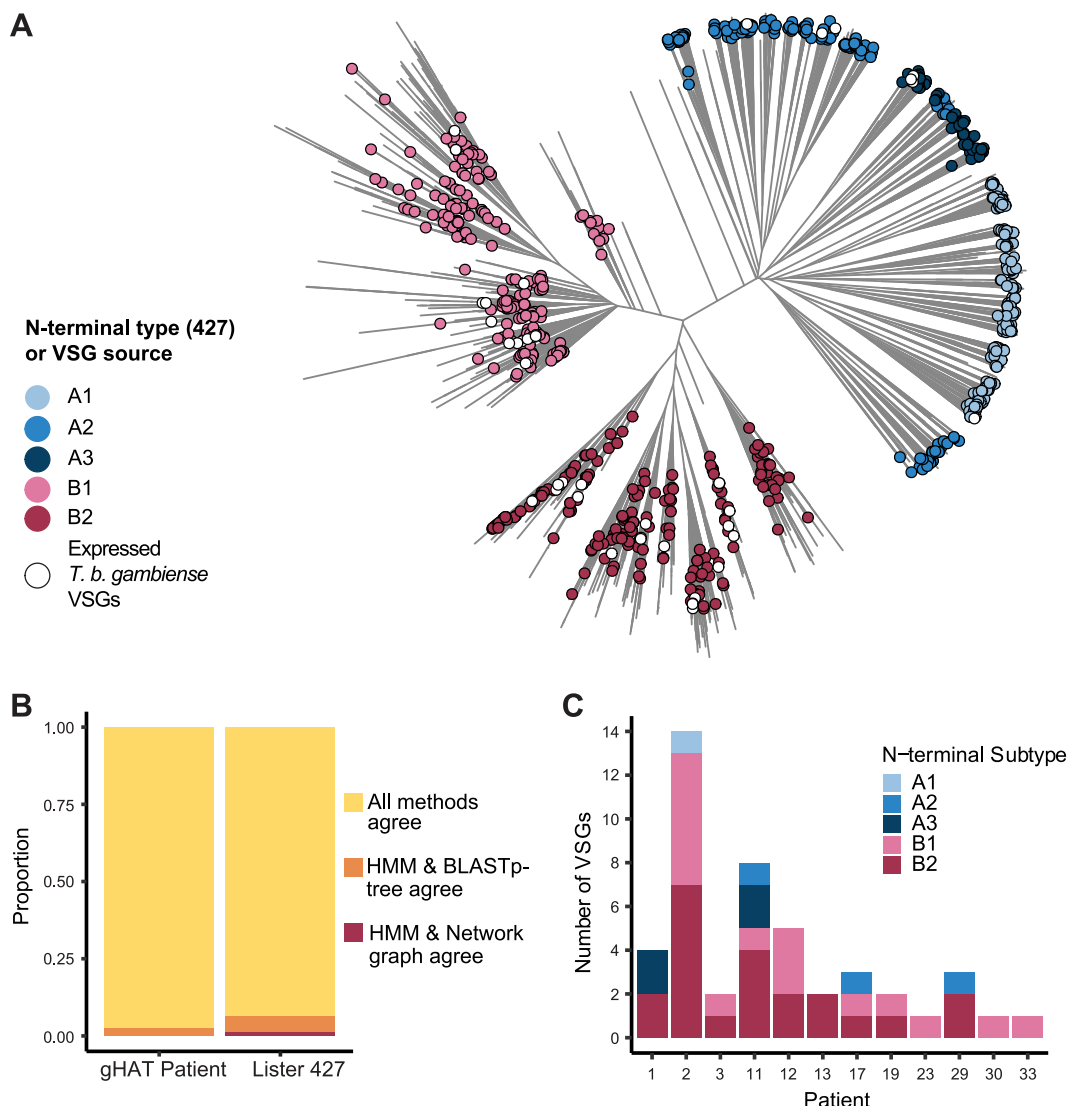 A
N-terminal type (427)
or VSG source
A1
A2
A3
B1
B2
Expressed
T. b. gambiense
VSGs
B
Proportion
1.00
0.75
0.50
0.25
0.00
gHAT Patient
Lister 427
All methods
agree
HMM & BLASTp-
tree agree
HMM & Network
graph agree
C
Number of VSGs
14
12
10
8
6
4
2
0
N−terminal Subtype
A1
A2
A3
B1
B2
1 2 3 11 12 13 17 19 23 29 30 33
Patient